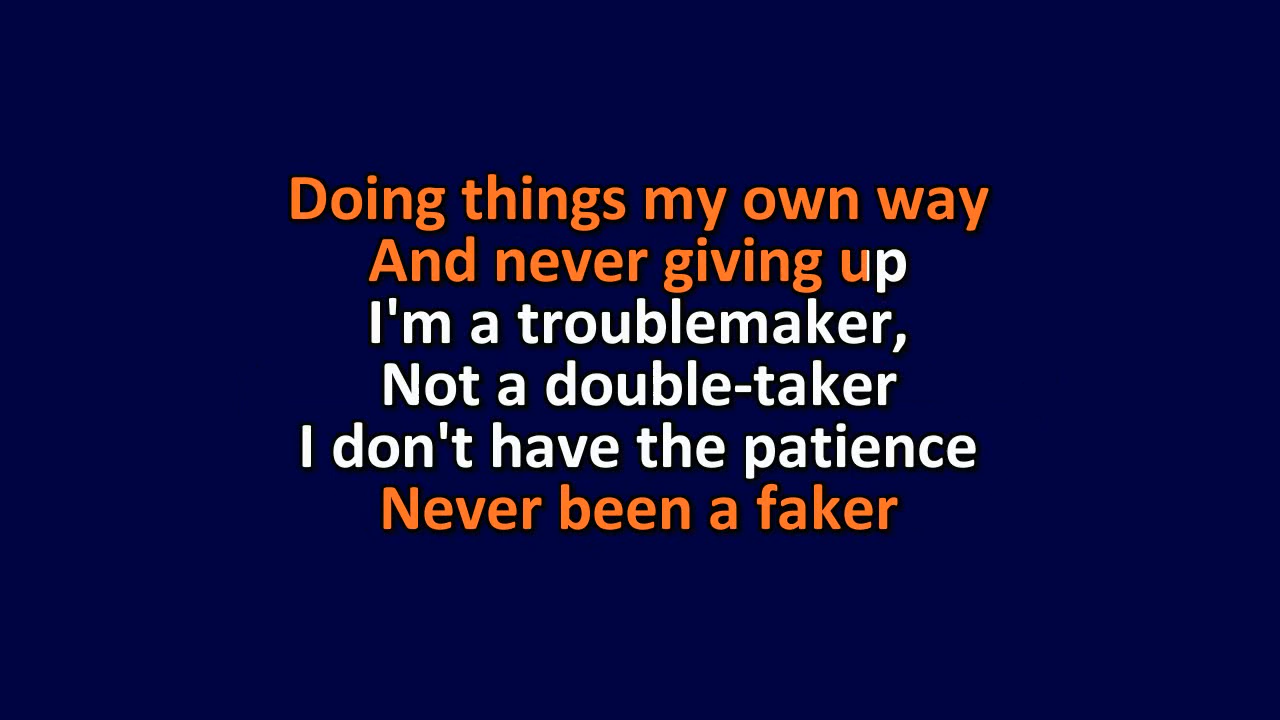 Doing things my own way
And never giving up
I'm a troublemaker,
Not a double-taker
I don't have the patience
Never been a faker